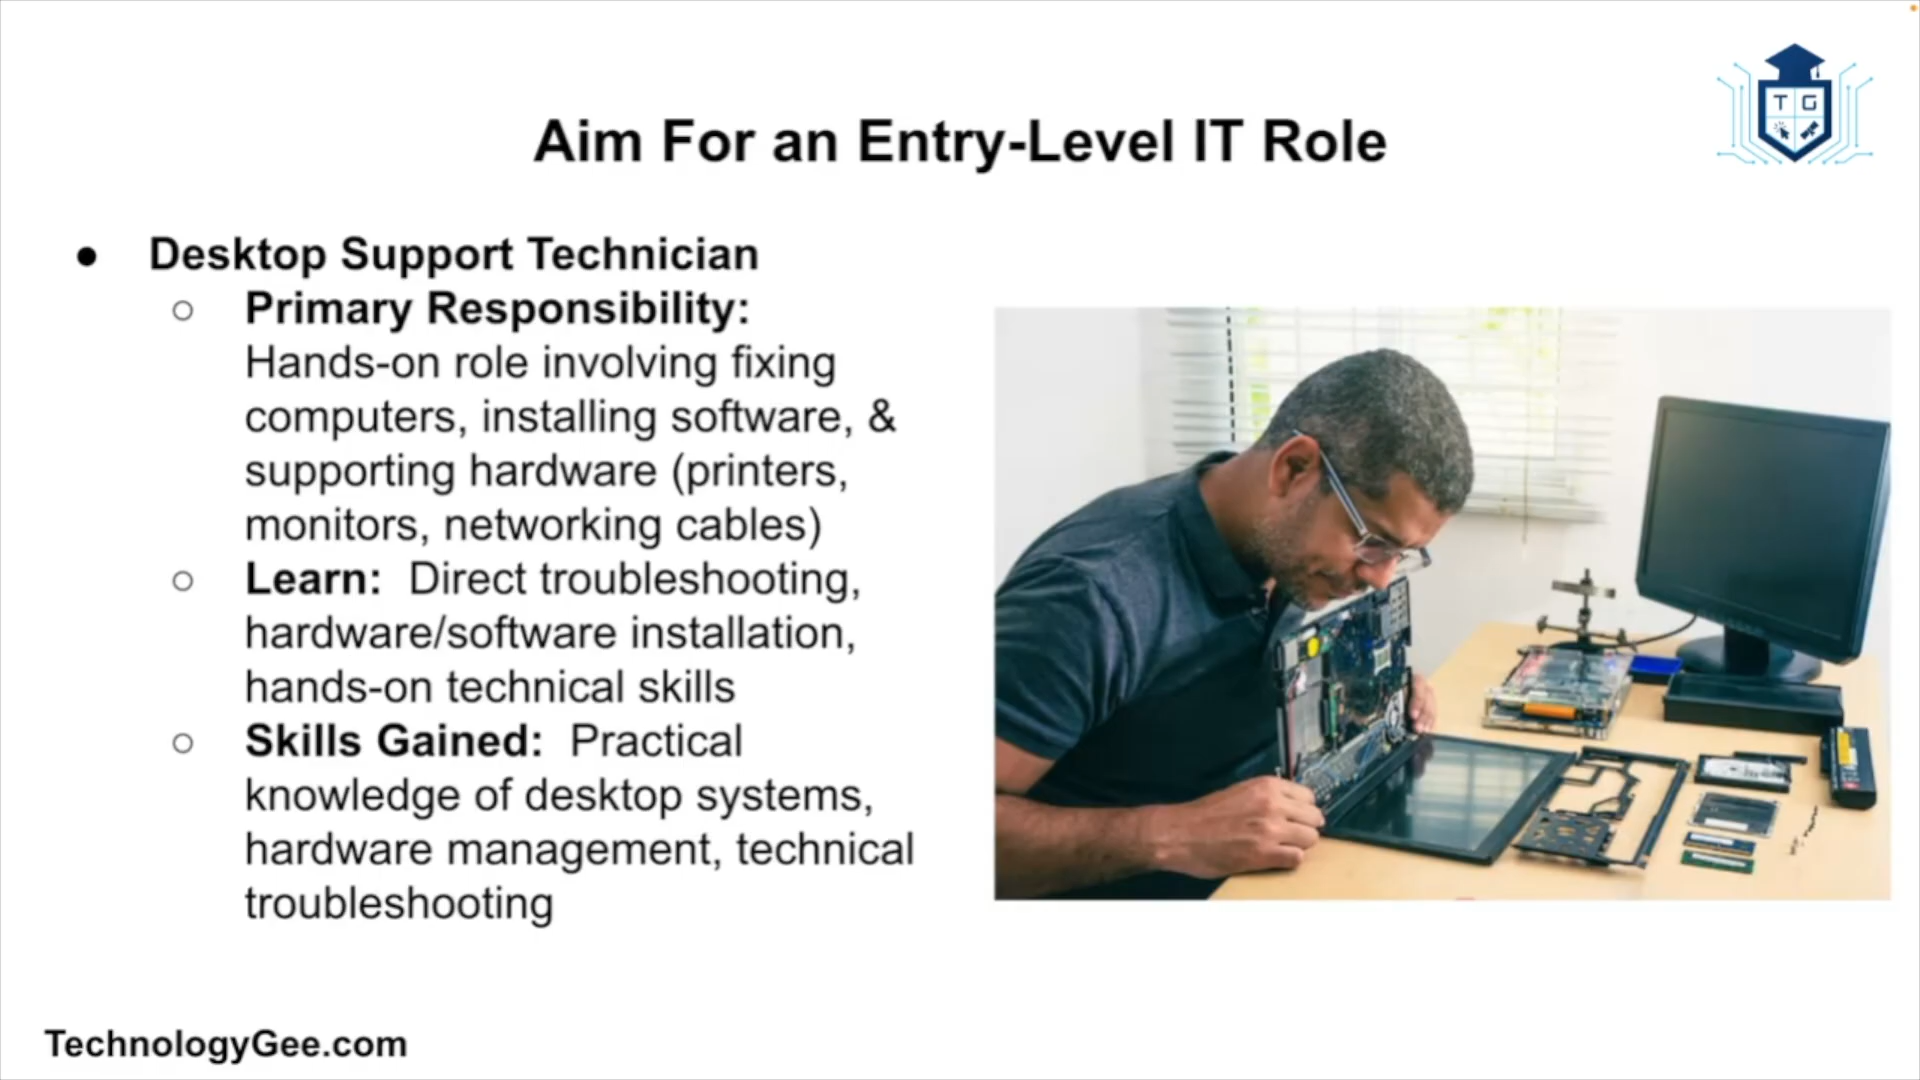 Aim For an Entry-Level IT Role
T G
● Desktop Support Technician
○ Primary Responsibility:
Hands-on role involving fixing
computers, installing software, &
supporting hardware (printers,
monitors, networking cables)
○ Learn: Direct troubleshooting,
hardware/software installation,
hands-on technical skills
○ Skills Gained: Practical
knowledge of desktop systems,
hardware management, technical
troubleshooting
TechnologyGee.com